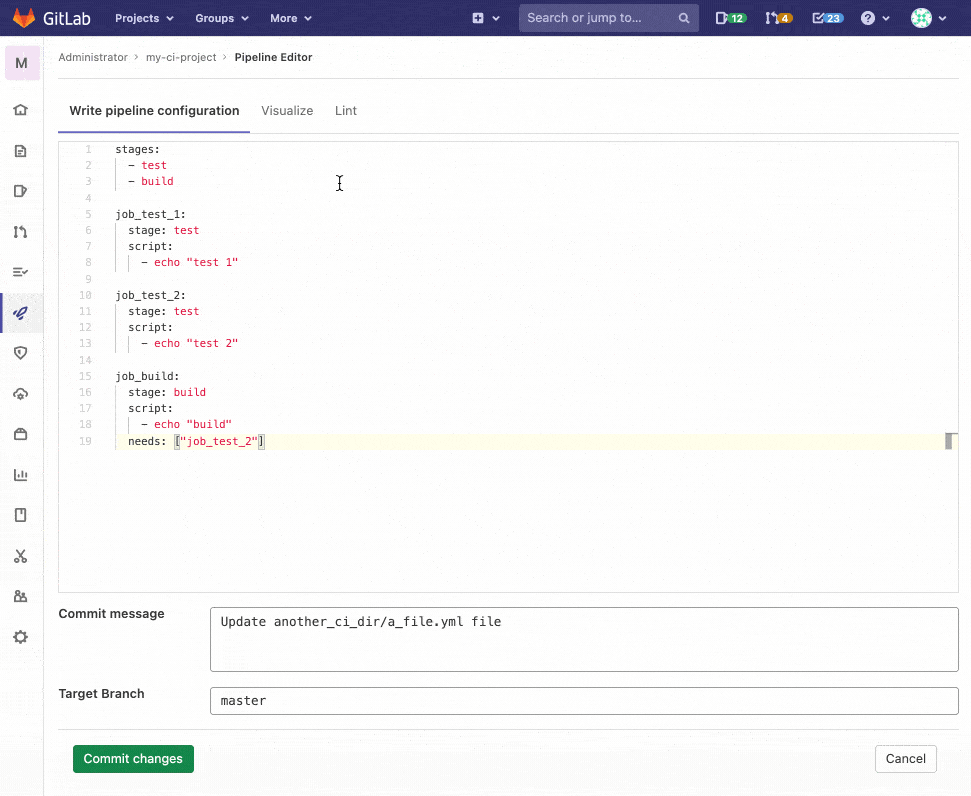 GitLab Projects Groups More Search or jump to... 12 4 23
M Administrator › my-ci-project › Pipeline Editor
Write pipeline configuration Visualize Lint
1 stages:
2 - test
3 - build
4
5 job_test_1:
6 stage: test
7 script:
8 - echo "test 1"
9
10 job_test_2:
11 stage: test
12 script:
13 - echo "test 2"
14
15 job_build:
16 stage: build
17 script:
18 - echo "build"
19 needs: ["job_test_2"]
Commit message
Update another_ci_dir/a_file.yml file
Target Branch
master
Commit changes Cancel